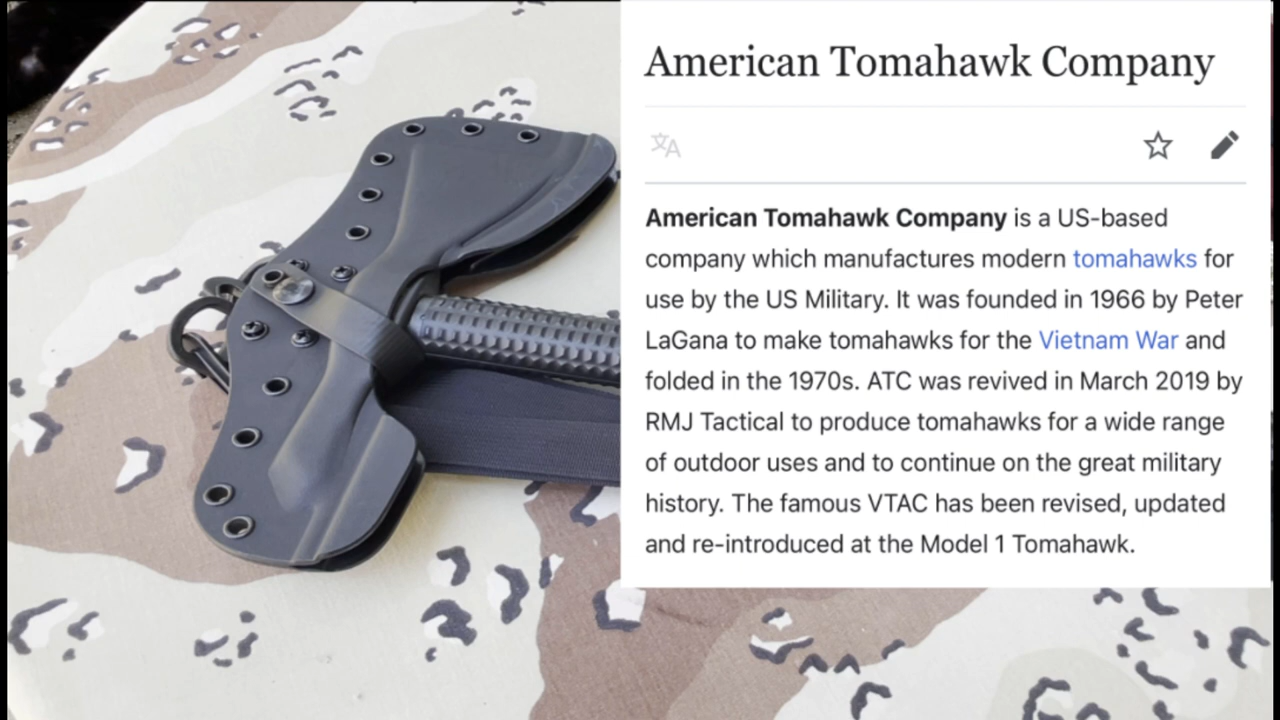 American Tomahawk Company
American Tomahawk Company is a US-based
company which manufactures modern tomahawks for
use by the US Military. It was founded in 1966 by Peter
LaGana to make tomahawks for the Vietnam War and
folded in the 1970s. ATC was revived in March 2019 by
RMJ Tactical to produce tomahawks for a wide range
of outdoor uses and to continue on the great military
history. The famous VTAC has been revised, updated
and re-introduced at the Model 1 Tomahawk.